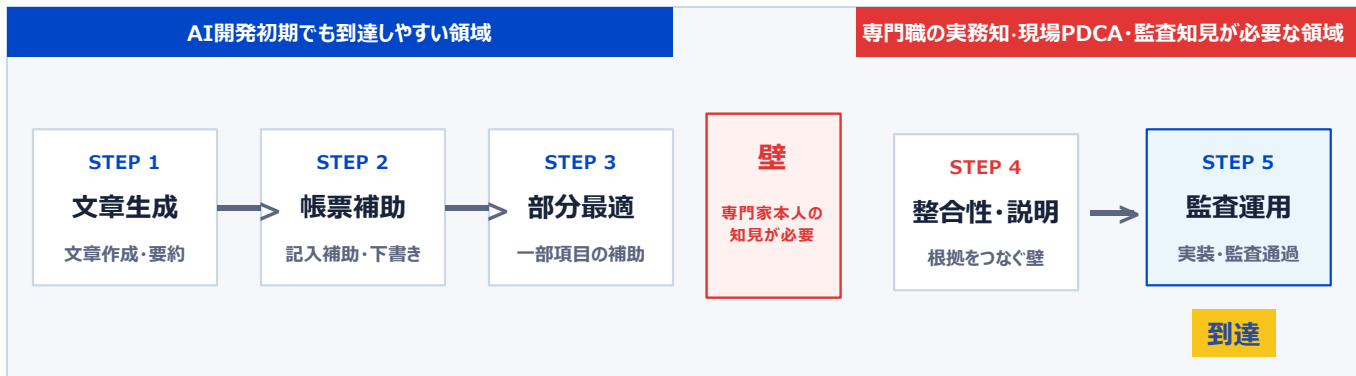 AI開発初期でも到達しやすい領域
専門職の実務知・現場PDCA・監査知見が必要な領域
STEP 1
文章生成
文章作成・要約
STEP 2
帳票補助
記入補助・下書き
STEP 3
部分最適
一部項目の補助
壁
専門家本人の
知見が必要
STEP 4
整合性・説明
根拠をつなぐ壁
STEP 5
監査運用
実装・監査通過
到達